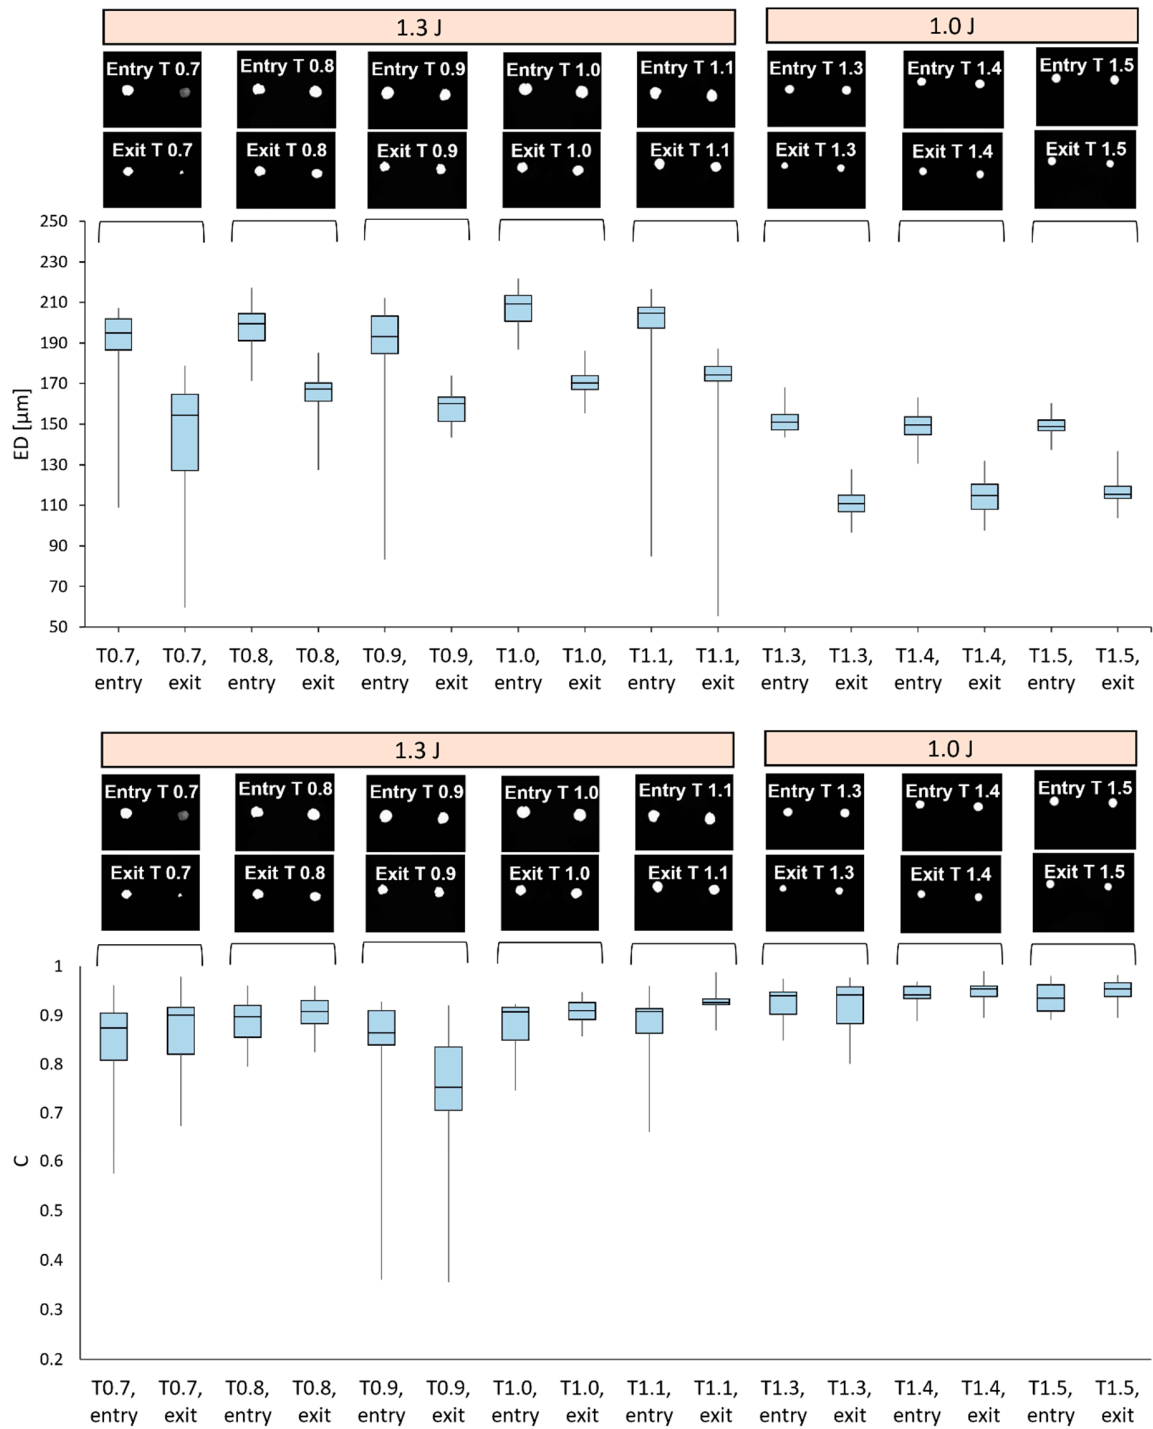 1.3 J 1.0 J
Entry T 0.7 Entry T 0.8 Entry T 0.9 Entry T 1.0 Entry T 1.1 Entry T 1.3 Entry T 1.4 Entry T 1.5
Exit T 0.7 Exit T 0.8 Exit T 0.9 Exit T 1.0 Exit T 1.1 Exit T 1.3 Exit T 1.4 Exit T 1.5
250
230
210
190
170
150
130
110
90
70
50
ED [µm]
T0.7, T0.7, T0.8, T0.8, T0.9, T0.9, T1.0, T1.0, T1.1, T1.1, T1.3, T1.3, T1.4, T1.4, T1.5, T1.5,
entry exit entry exit entry exit entry exit entry exit entry exit entry exit entry exit
1.3 J 1.0 J
Entry T 0.7 Entry T 0.8 Entry T 0.9 Entry T 1.0 Entry T 1.1 Entry T 1.3 Entry T 1.4 Entry T 1.5
Exit T 0.7 Exit T 0.8 Exit T 0.9 Exit T 1.0 Exit T 1.1 Exit T 1.3 Exit T 1.4 Exit T 1.5
1
0.9
0.8
0.7
0.6
0.5
0.4
0.3
0.2
C
T0.7, T0.7, T0.8, T0.8, T0.9, T0.9, T1.0, T1.0, T1.1, T1.1, T1.3, T1.3, T1.4, T1.4, T1.5, T1.5,
entry exit entry exit entry exit entry exit entry exit entry exit entry exit entry exit